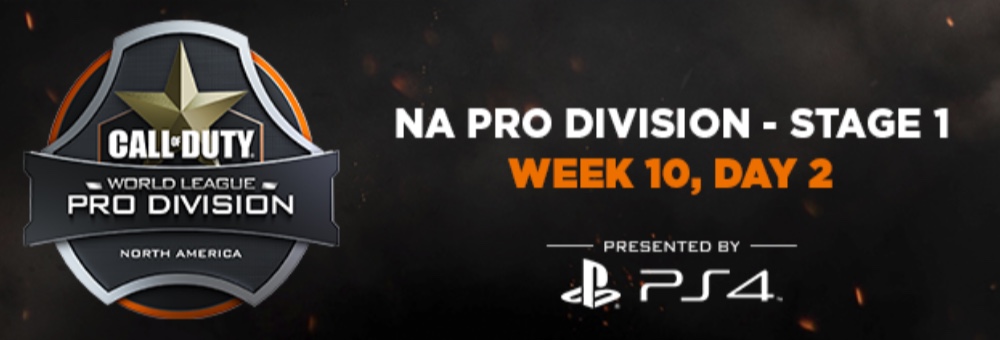 CALL OF DUTY
WORLD LEAGUE
PRO DIVISION
NORTH AMERICA
NA PRO DIVISION - STAGE 1
WEEK 10, DAY 2
PRESENTED BY
PS4